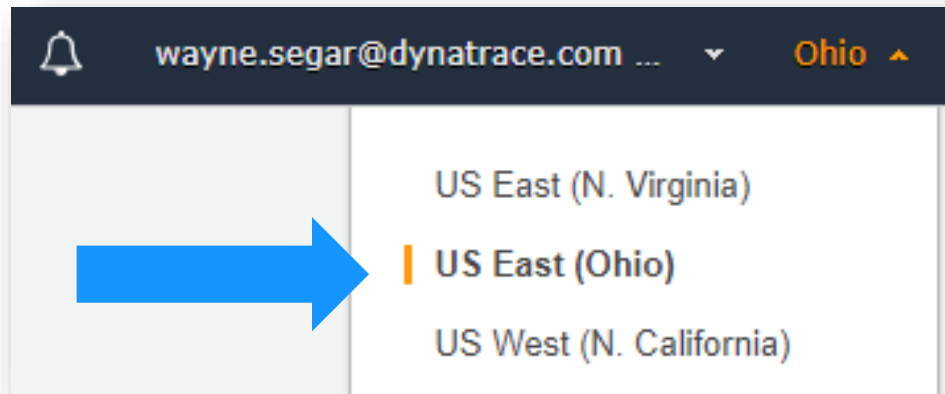 wayne.segar@dynatrace.com ... Ohio
US East (N. Virginia)
US East (Ohio)
US West (N. California)